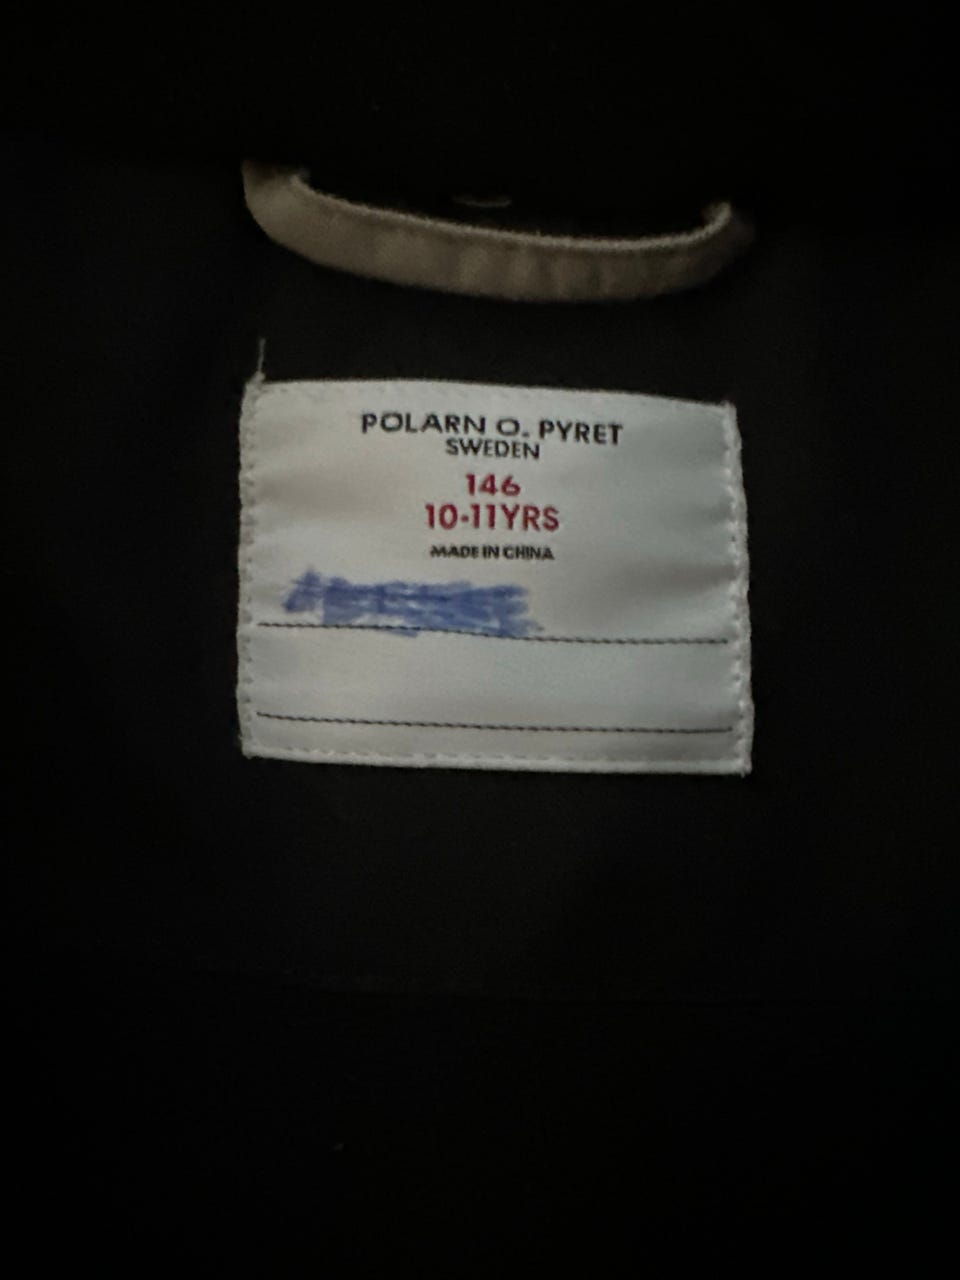 POLARN O. PYRET
SWEDEN
146
10-11YRS
MADE IN CHINA